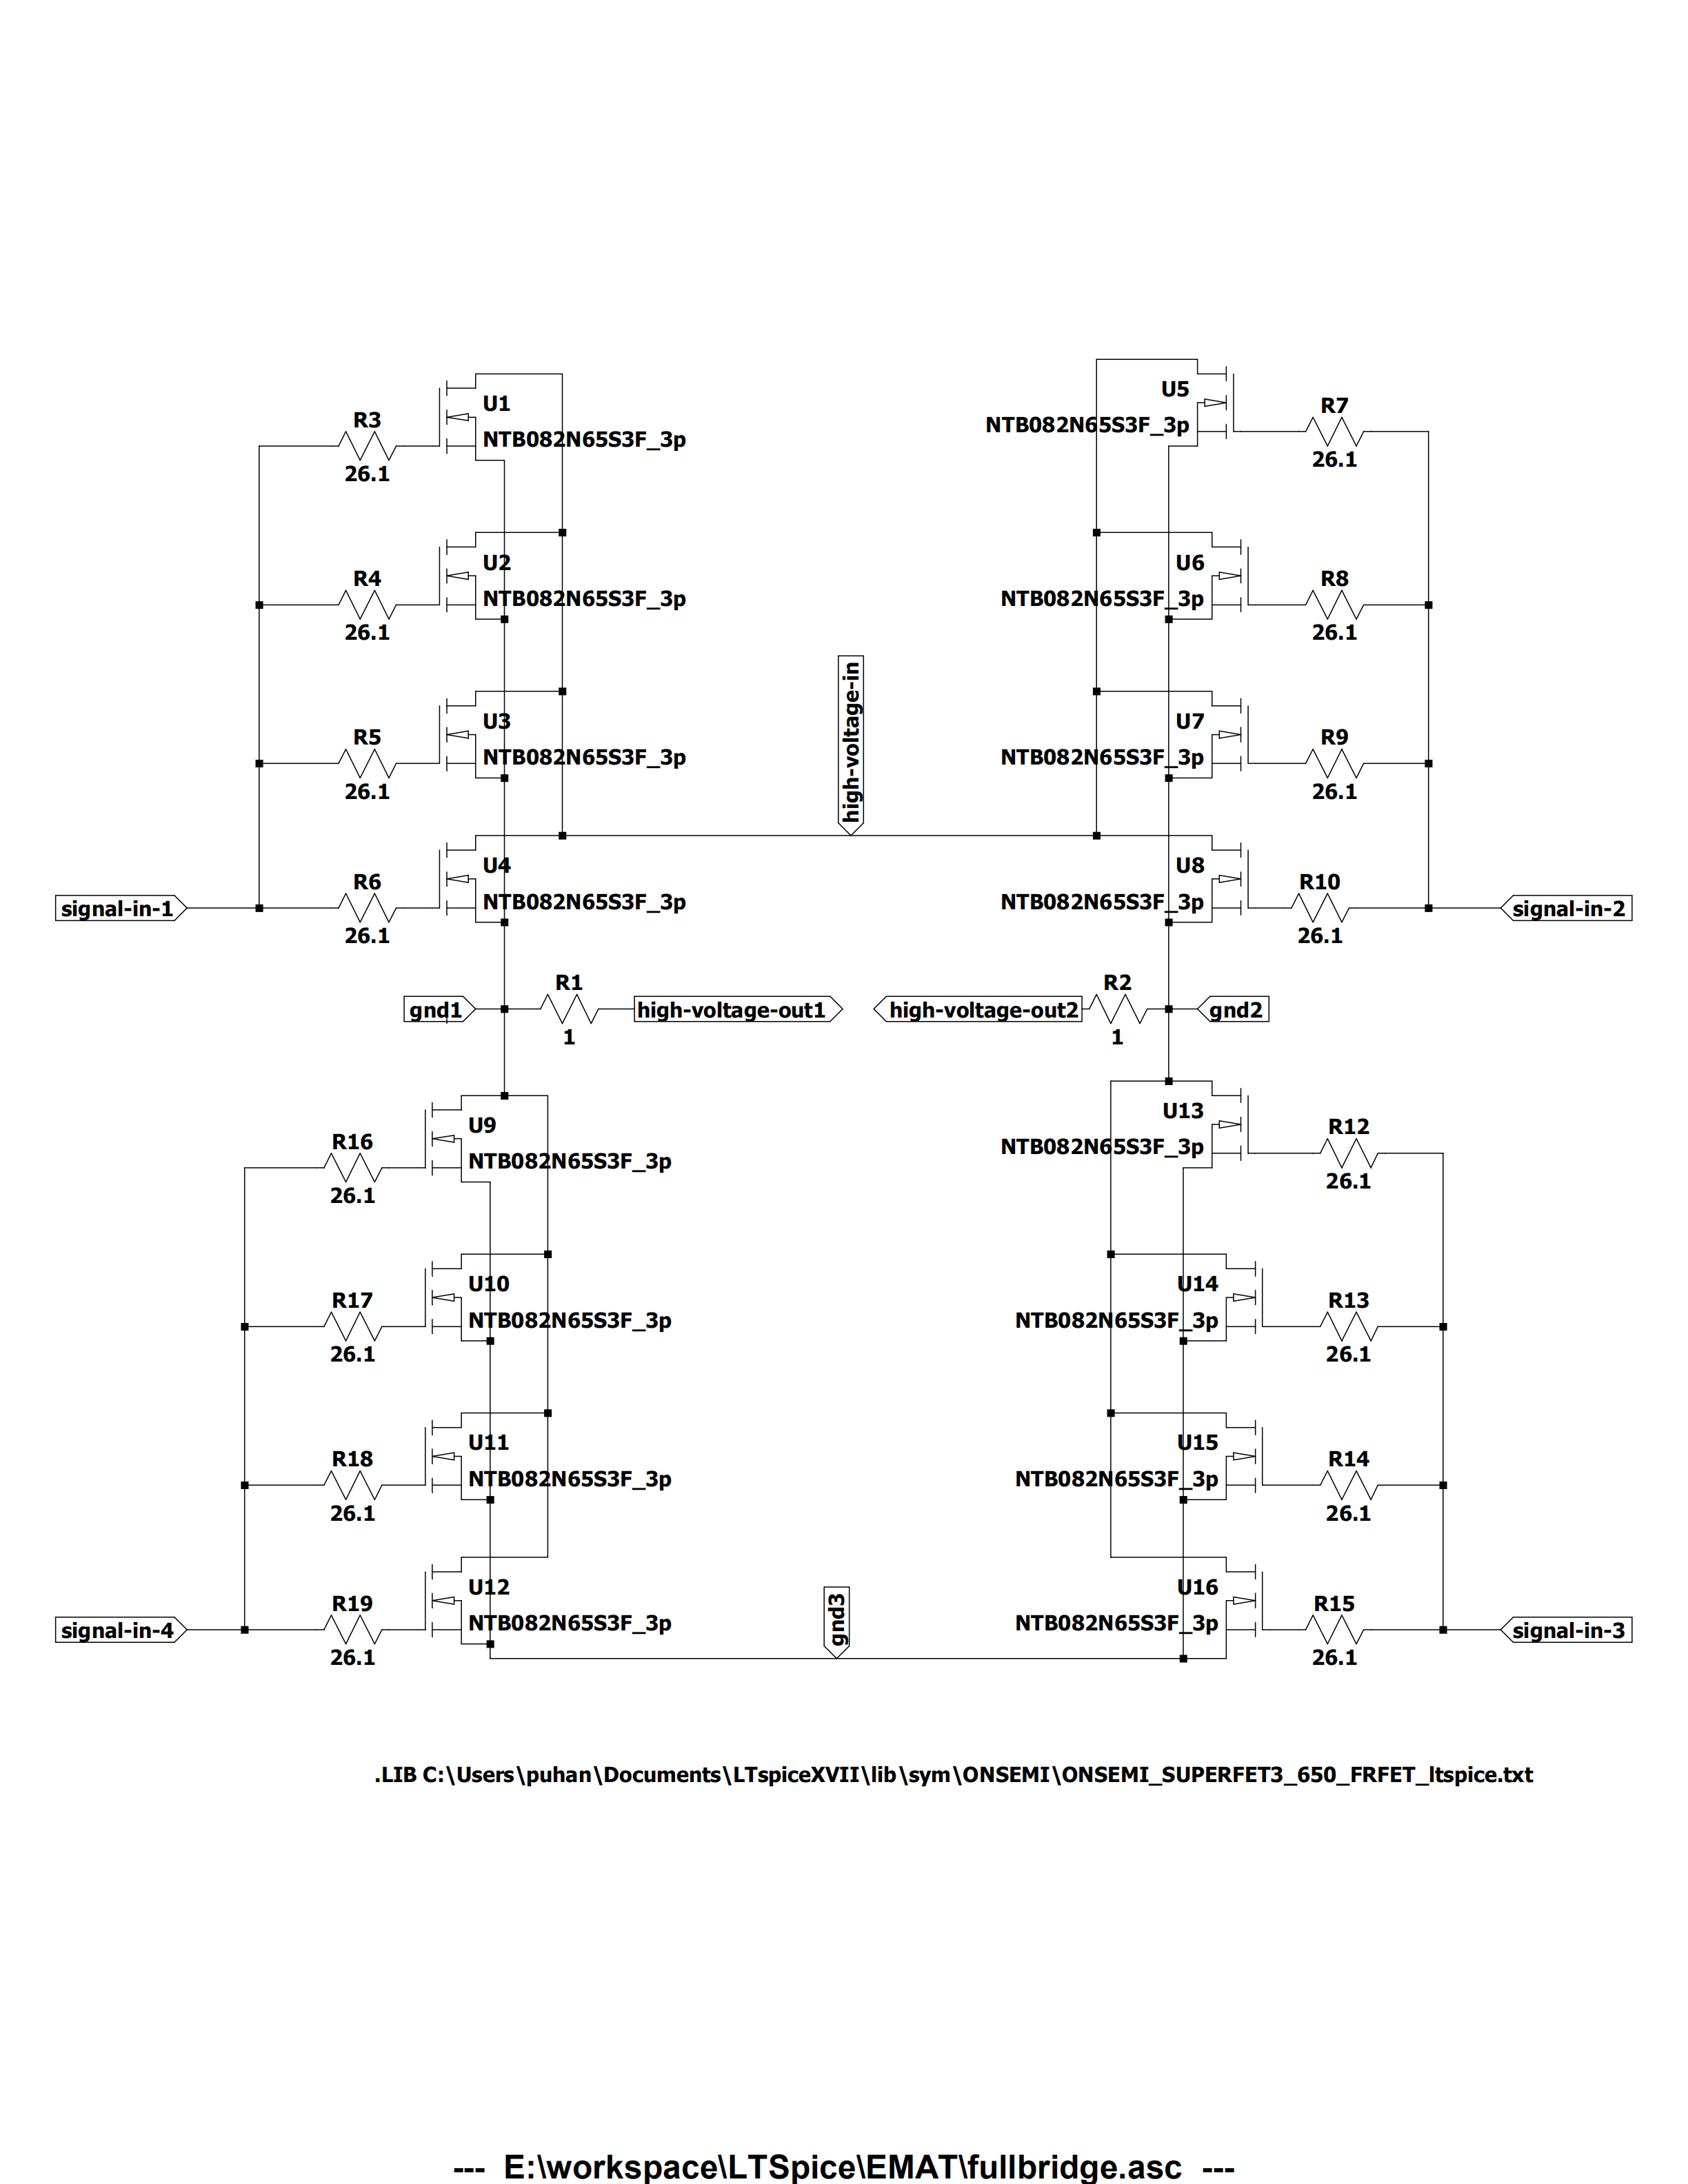 U1
R3
NTB082N65S3F_3p
26.1
U5
R7
NTB082N65S3F_3p
26.1
U2
R4
NTB082N65S3F_3p
26.1
U6
R8
NTB082N65S3F_3p
26.1
high-voltage-in
U3
R5
NTB082N65S3F_3p
26.1
U7
R9
NTB082N65S3F_3p
26.1
U4
R6
NTB082N65S3F_3p
signal-in-1
26.1
U8
R10
NTB082N65S3F_3p
signal-in-2
26.1
R1
gnd1
high-voltage-out1
1
R2
high-voltage-out2
gnd2
1
U9
R16
NTB082N65S3F_3p
26.1
U13
R12
NTB082N65S3F_3p
26.1
U10
R17
NTB082N65S3F_3p
26.1
U14
R13
NTB082N65S3F_3p
26.1
U11
R18
NTB082N65S3F_3p
26.1
U15
R14
NTB082N65S3F_3p
26.1
U12
R19
NTB082N65S3F_3p
signal-in-4
26.1
gnd3
U16
R15
NTB082N65S3F_3p
signal-in-3
26.1
.LIB C:\Users\puhan\Documents\LTspiceXVII\lib\sym\ONSEMI\ONSEMI_SUPERFET3_650_FRFET_ltspice.txt
--- E:\workspace\LTSpice\EMAT\fullbridge.asc ---